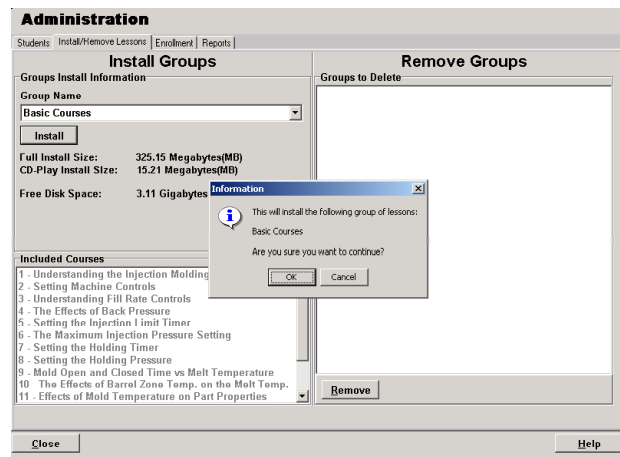 Administration
Students Install/Remove Lessons Enrollment Reports
Install Groups
Groups Install Information
Group Name
Basic Courses
Install
Full Install Size: 325.15 Megabytes(MB)
CD-Play Install Size: 15.21 Megabytes(MB)
Free Disk Space: 3.11 Gigabytes
Included Courses
1 - Understanding the Injection Molding
2 - Setting Machine Controls
3 - Understanding Fill Rate Controls
4 - The Effects of Back Pressure
5 - Setting the Injection Limit Timer
6 - The Maximum Injection Pressure Setting
7 - Setting the Holding Timer
8 - Setting the Holding Pressure
9 - Mold Open and Closed Time vs Melt Temperature
10 The Effects of Barrel Zone Temp. on the Melt Temp.
11 - Effects of Mold Temperature on Part Properties
Remove Groups
Groups to Delete
Remove
Information
This will install the following group of lessons:
Basic Courses
Are you sure you want to continue?
OK Cancel
Close
Help